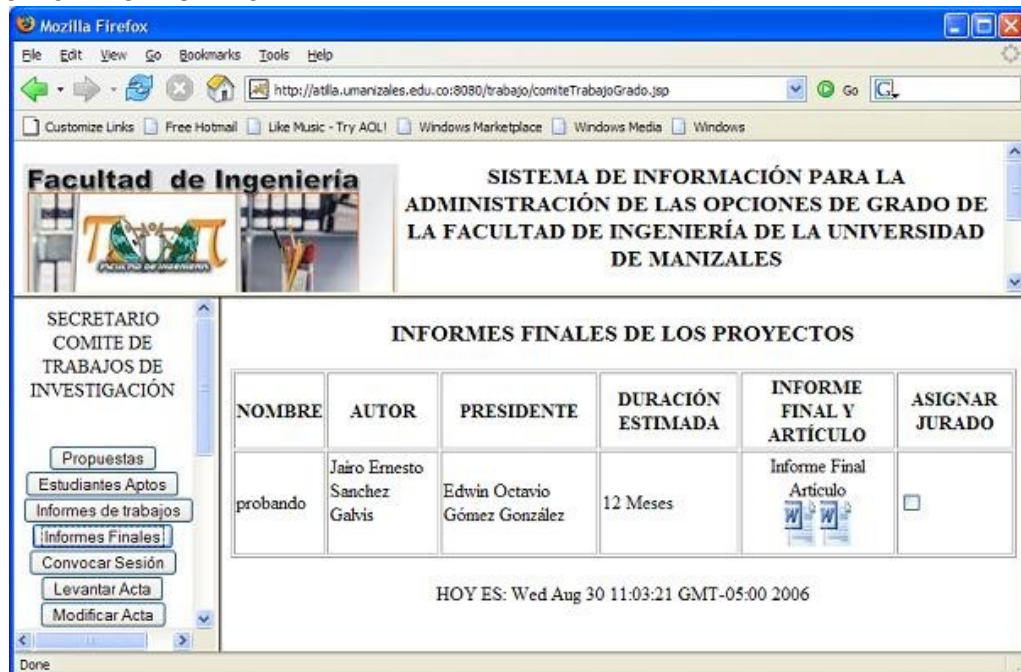 Mozilla Firefox
File Edit View Go Bookmarks Tools Help
http://atilla.umanizales.edu.co:8080/trabajo/comiteTrabajoGrado.jsp Go G
Customize Links Free Hotmail Like Music - Try AOL! Windows Marketplace Windows Media Windows
Facultad de Ingeniería
FACULTAD DE INGENIERIA
SISTEMA DE INFORMACIÓN PARA LA
ADMINISTRACIÓN DE LAS OPCIONES DE GRADO DE
LA FACULTAD DE INGENIERÍA DE LA UNIVERSIDAD
DE MANIZALES
SECRETARIO
COMITE DE
TRABAJOS DE
INVESTIGACIÓN
Propuestas
Estudiantes Aptos
Informes de trabajos
Informes Finales
Convocar Sesión
Levantar Acta
Modificar Acta
INFORMES FINALES DE LOS PROYECTOS
NOMBRE
AUTOR
PRESIDENTE
DURACIÓN
ESTIMADA
INFORME
FINAL Y
ARTÍCULO
ASIGNAR
JURADO
probando
Jairo Ernesto
Sanchez
Galvis
Edwin Octavio
Gómez González
12 Meses
Informe Final
Articulo
HOY ES: Wed Aug 30 11:03:21 GMT-05:00 2006
Done